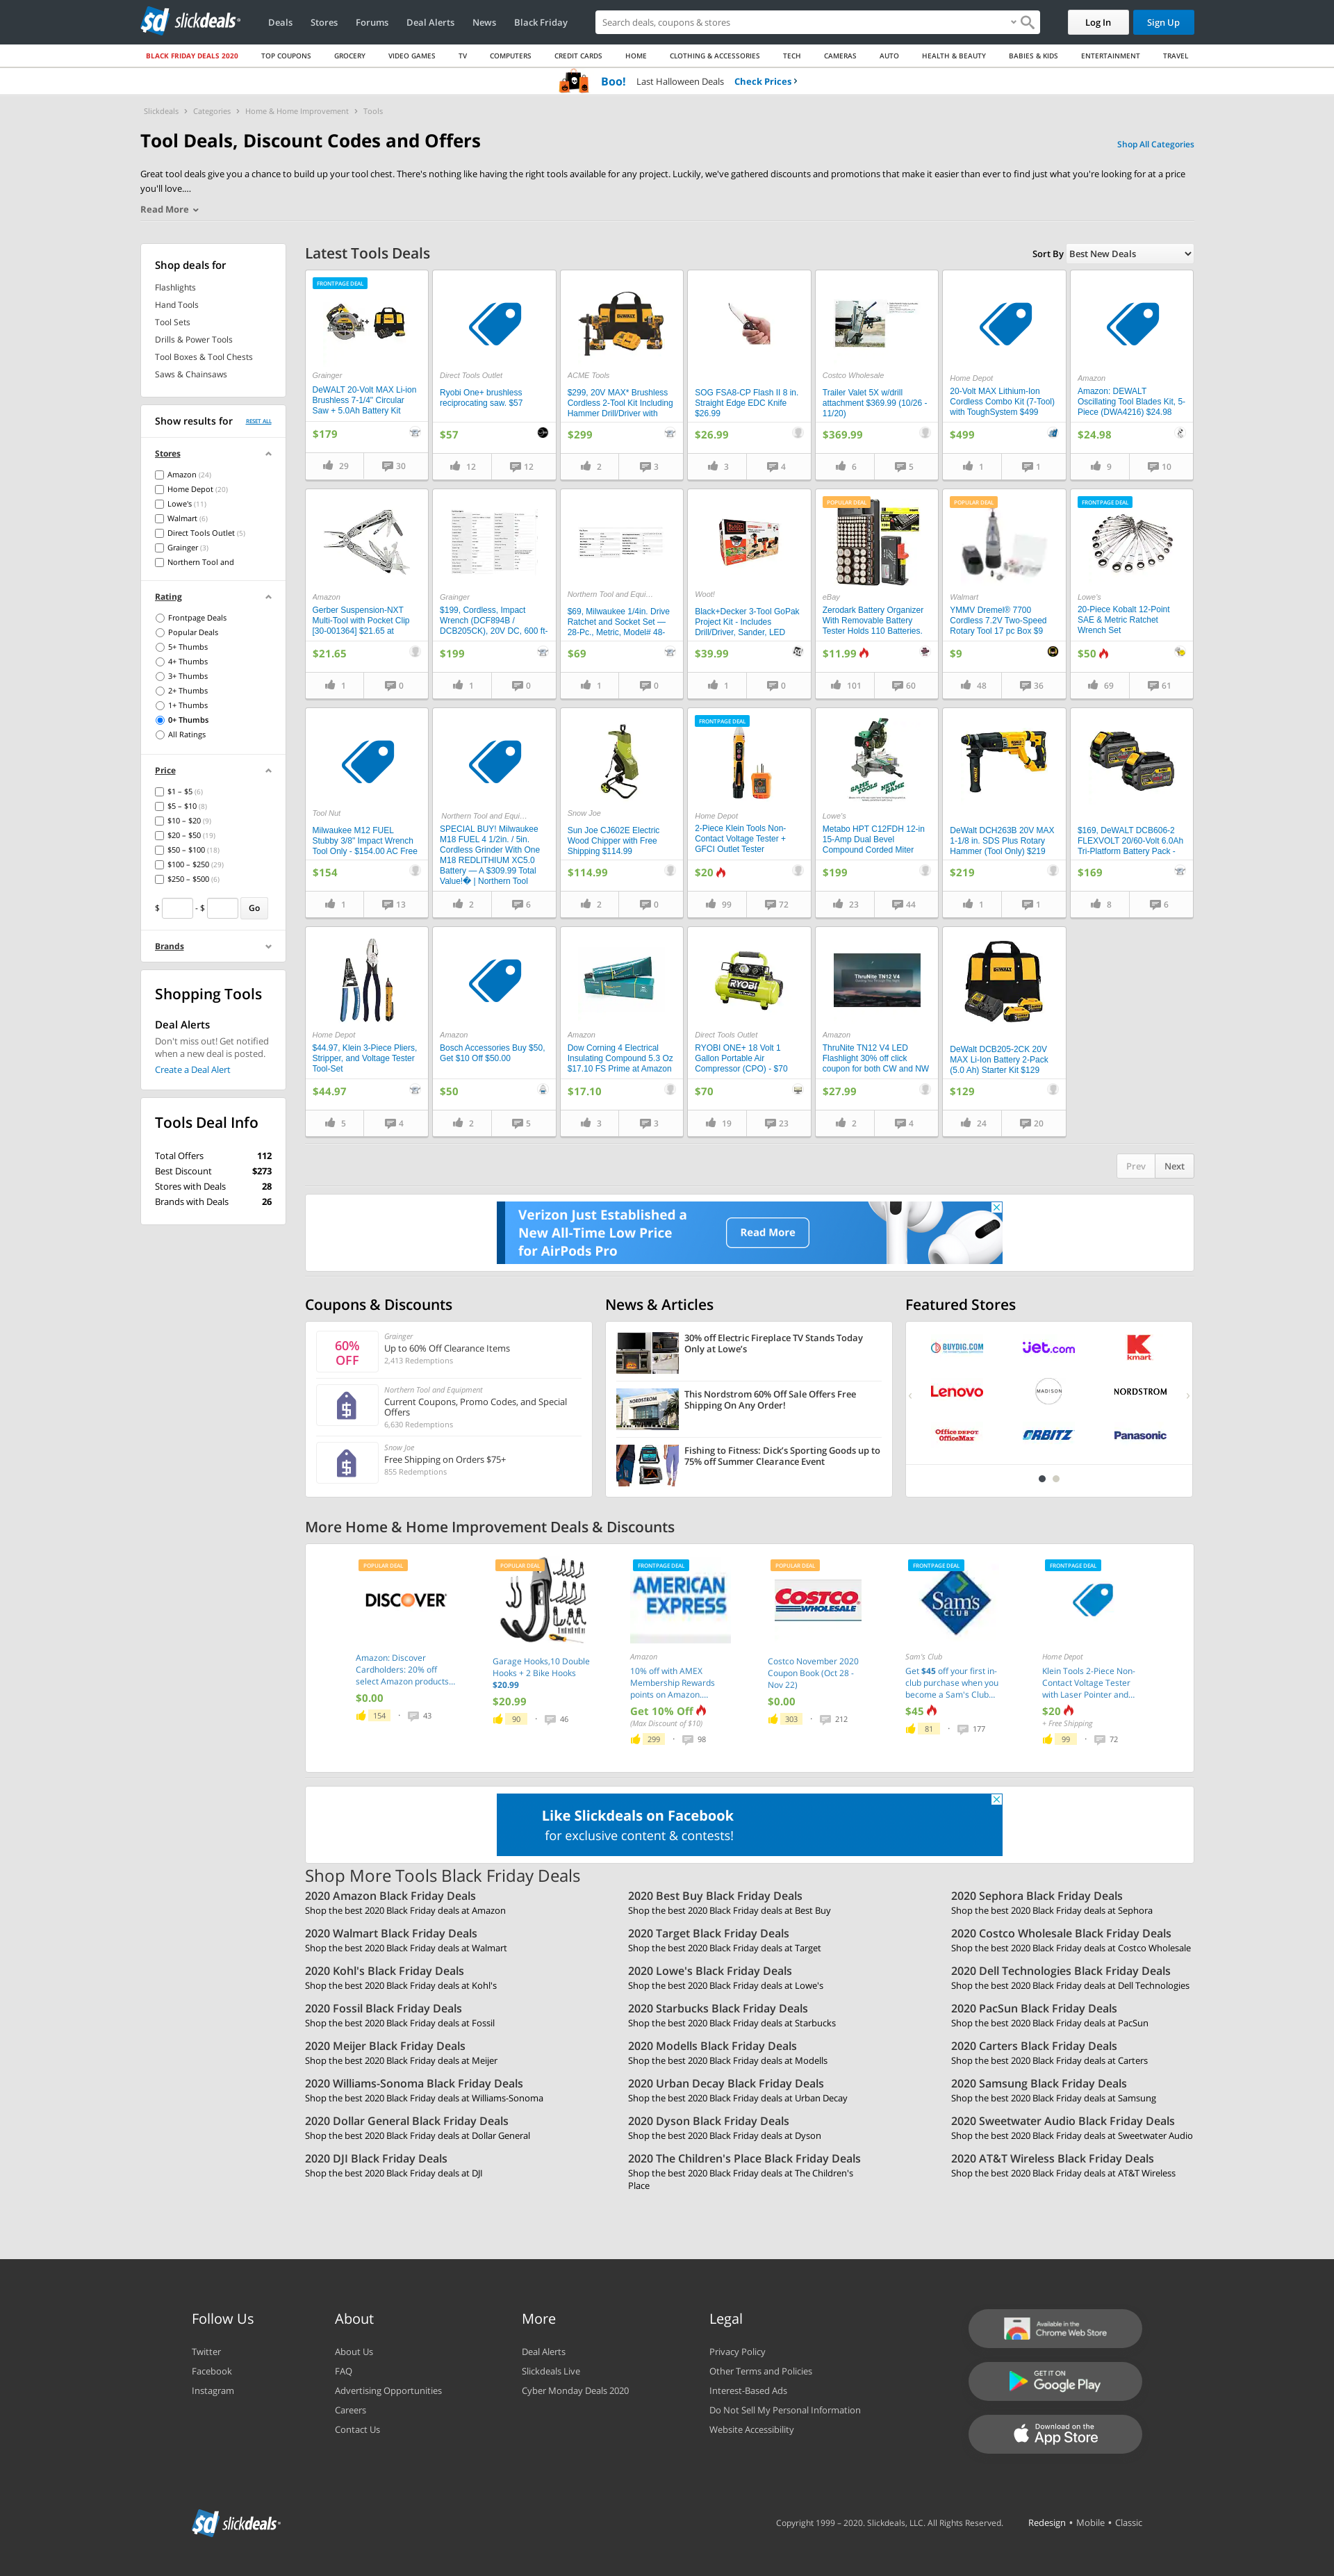 sd slickdeals
Deals Stores Forums Deal Alerts News Black Friday
Search deals, coupons & stores
Log In
Sign Up
BLACK FRIDAY DEALS 2020 TOP COUPONS GROCERY VIDEO GAMES TV COMPUTERS CREDIT CARDS HOME CLOTHING & ACCESSORIES TECH CAMERAS AUTO HEALTH & BEAUTY BABIES & KIDS ENTERTAINMENT TRAVEL
Boo! Last Halloween Deals Check Prices ›
Slickdeals › Categories › Home & Home Improvement › Tools
Tool Deals, Discount Codes and Offers
Shop All Categories
Great tool deals give you a chance to build up your tool chest. There's nothing like having the right tools available for any project. Luckily, we've gathered discounts and promotions that make it easier than ever to find just what you're looking for at a price
you'll love....
Read More
Shop deals for
Flashlights
Hand Tools
Tool Sets
Drills & Power Tools
Tool Boxes & Tool Chests
Saws & Chainsaws
Show results for RESET ALL
Stores
Amazon (24)
Home Depot (20)
Lowe's (11)
Walmart (6)
Direct Tools Outlet (5)
Grainger (3)
Northern Tool and
Rating
Frontpage Deals
Popular Deals
5+ Thumbs
4+ Thumbs
3+ Thumbs
2+ Thumbs
1+ Thumbs
0+ Thumbs
All Ratings
Price
$1 – $5 (6)
$5 – $10 (8)
$10 – $20 (9)
$20 – $50 (19)
$50 – $100 (18)
$100 – $250 (29)
$250 – $500 (6)
$ - $ Go
Brands
Shopping Tools
Deal Alerts
Don't miss out! Get notified
when a new deal is posted.
Create a Deal Alert
Tools Deal Info
Total Offers 112
Best Discount $273
Stores with Deals 28
Brands with Deals 26
Latest Tools Deals
Sort By Best New Deals
FRONTPAGE DEAL
Grainger
DeWALT 20-Volt MAX Li-ion
Brushless 7-1/4" Circular
Saw + 5.0Ah Battery Kit
$179
29 30
Direct Tools Outlet
Ryobi One+ brushless
reciprocating saw. $57
$57
12 12
ACME Tools
$299, 20V MAX* Brushless
Cordless 2-Tool Kit Including
Hammer Drill/Driver with
$299
2 3
SOG FSA8-CP Flash II 8 in.
Straight Edge EDC Knife
$26.99
$26.99
3 4
Costco Wholesale
Trailer Valet 5X w/drill
attachment $369.99 (10/26 -
11/20)
$369.99
6 5
Home Depot
20-Volt MAX Lithium-Ion
Cordless Combo Kit (7-Tool)
with ToughSystem $499
$499
1 1
Amazon
Amazon: DEWALT
Oscillating Tool Blades Kit, 5-
Piece (DWA4216) $24.98
$24.98
9 10
Amazon
Gerber Suspension-NXT
Multi-Tool with Pocket Clip
[30-001364] $21.65 at
$21.65
1 0
Grainger
$199, Cordless, Impact
Wrench (DCF894B /
DCB205CK), 20V DC, 600 ft-
$199
1 0
Northern Tool and Equi...
$69, Milwaukee 1/4in. Drive
Ratchet and Socket Set —
28-Pc., Metric, Model# 48-
$69
1 0
Woot!
Black+Decker 3-Tool GoPak
Project Kit - Includes
Drill/Driver, Sander, LED
$39.99
1 0
POPULAR DEAL
eBay
Zerodark Battery Organizer
With Removable Battery
Tester Holds 110 Batteries.
$11.99
101 60
POPULAR DEAL
Walmart
YMMV Dremel® 7700
Cordless 7.2V Two-Speed
Rotary Tool 17 pc Box $9
$9
48 36
FRONTPAGE DEAL
Lowe's
20-Piece Kobalt 12-Point
SAE & Metric Ratchet
Wrench Set
$50
69 61
Tool Nut
Milwaukee M12 FUEL
Stubby 3/8" Impact Wrench
Tool Only - $154.00 AC Free
$154
1 13
Northern Tool and Equi...
SPECIAL BUY! Milwaukee
M18 FUEL 4 1/2in. / 5in.
Cordless Grinder With One
M18 REDLITHIUM XC5.0
Battery — A $309.99 Total
Value!� | Northern Tool
2 6
Snow Joe
Sun Joe CJ602E Electric
Wood Chipper with Free
Shipping $114.99
$114.99
2 0
FRONTPAGE DEAL
Home Depot
2-Piece Klein Tools Non-
Contact Voltage Tester +
GFCI Outlet Tester
$20
99 72
SAME TOOLS NEW NAME
Lowe's
Metabo HPT C12FDH 12-in
15-Amp Dual Bevel
Compound Corded Miter
$199
23 44
DeWalt DCH263B 20V MAX
1-1/8 in. SDS Plus Rotary
Hammer (Tool Only) $219
$219
1 1
$169, DeWALT DCB606-2
FLEXVOLT 20/60-Volt 6.0Ah
Tri-Platform Battery Pack -
$169
8 6
Home Depot
$44.97, Klein 3-Piece Pliers,
Stripper, and Voltage Tester
Tool-Set
$44.97
5 4
Amazon
Bosch Accessories Buy $50,
Get $10 Off $50.00
$50
2 5
Amazon
Dow Corning 4 Electrical
Insulating Compound 5.3 Oz
$17.10 FS Prime at Amazon
$17.10
3 3
RYOBI
Direct Tools Outlet
RYOBI ONE+ 18 Volt 1
Gallon Portable Air
Compressor (CPO) - $70
$70
19 23
ThruNite TN12 V4
Amazon
ThruNite TN12 V4 LED
Flashlight 30% off click
coupon for both CW and NW
$27.99
2 4
DeWalt DCB205-2CK 20V
MAX Li-Ion Battery 2-Pack
(5.0 Ah) Starter Kit $129
$129
24 20
Prev Next
Verizon Just Established a
New All-Time Low Price
for AirPods Pro
Read More
Coupons & Discounts
60%
OFF
Grainger
Up to 60% Off Clearance Items
2,413 Redemptions
Northern Tool and Equipment
Current Coupons, Promo Codes, and Special
Offers
6,630 Redemptions
Snow Joe
Free Shipping on Orders $75+
855 Redemptions
News & Articles
30% off Electric Fireplace TV Stands Today
Only at Lowe's
This Nordstrom 60% Off Sale Offers Free
Shipping On Any Order!
Fishing to Fitness: Dick's Sporting Goods up to
75% off Summer Clearance Event
Featured Stores
BUYDIG.COM Jet.com kmart
Lenovo MADISON NORDSTROM
Office DEPOT
OfficeMax
ORBITZ Panasonic
More Home & Home Improvement Deals & Discounts
POPULAR DEAL
DISCOVER
Amazon: Discover
Cardholders: 20% off
select Amazon products...
$0.00
154 43
POPULAR DEAL
Garage Hooks,10 Double
Hooks + 2 Bike Hooks
$20.99
$20.99
90 46
FRONTPAGE DEAL
AMERICAN
EXPRESS
Amazon
10% off with AMEX
Membership Rewards
points on Amazon....
Get 10% Off
(Max Discount of $10)
299 98
POPULAR DEAL
COSTCO
WHOLESALE
Costco November 2020
Coupon Book (Oct 28 -
Nov 22)
$0.00
303 212
FRONTPAGE DEAL
Sam's
CLUB
Sam's Club
Get $45 off your first in-
club purchase when you
become a Sam's Club...
$45
81 177
FRONTPAGE DEAL
Home Depot
Klein Tools 2-Piece Non-
Contact Voltage Tester
with Laser Pointer and...
$20
+ Free Shipping
99 72
Like Slickdeals on Facebook
for exclusive content & contests!
Shop More Tools Black Friday Deals
2020 Amazon Black Friday Deals
Shop the best 2020 Black Friday deals at Amazon
2020 Best Buy Black Friday Deals
Shop the best 2020 Black Friday deals at Best Buy
2020 Sephora Black Friday Deals
Shop the best 2020 Black Friday deals at Sephora
2020 Walmart Black Friday Deals
Shop the best 2020 Black Friday deals at Walmart
2020 Target Black Friday Deals
Shop the best 2020 Black Friday deals at Target
2020 Costco Wholesale Black Friday Deals
Shop the best 2020 Black Friday deals at Costco Wholesale
2020 Kohl's Black Friday Deals
Shop the best 2020 Black Friday deals at Kohl's
2020 Lowe's Black Friday Deals
Shop the best 2020 Black Friday deals at Lowe's
2020 Dell Technologies Black Friday Deals
Shop the best 2020 Black Friday deals at Dell Technologies
2020 Fossil Black Friday Deals
Shop the best 2020 Black Friday deals at Fossil
2020 Starbucks Black Friday Deals
Shop the best 2020 Black Friday deals at Starbucks
2020 PacSun Black Friday Deals
Shop the best 2020 Black Friday deals at PacSun
2020 Meijer Black Friday Deals
Shop the best 2020 Black Friday deals at Meijer
2020 Modells Black Friday Deals
Shop the best 2020 Black Friday deals at Modells
2020 Carters Black Friday Deals
Shop the best 2020 Black Friday deals at Carters
2020 Williams-Sonoma Black Friday Deals
Shop the best 2020 Black Friday deals at Williams-Sonoma
2020 Urban Decay Black Friday Deals
Shop the best 2020 Black Friday deals at Urban Decay
2020 Samsung Black Friday Deals
Shop the best 2020 Black Friday deals at Samsung
2020 Dollar General Black Friday Deals
Shop the best 2020 Black Friday deals at Dollar General
2020 Dyson Black Friday Deals
Shop the best 2020 Black Friday deals at Dyson
2020 Sweetwater Audio Black Friday Deals
Shop the best 2020 Black Friday deals at Sweetwater Audio
2020 DJI Black Friday Deals
Shop the best 2020 Black Friday deals at DJI
2020 The Children's Place Black Friday Deals
Shop the best 2020 Black Friday deals at The Children's
Place
2020 AT&T Wireless Black Friday Deals
Shop the best 2020 Black Friday deals at AT&T Wireless
Follow Us
Twitter
Facebook
Instagram
About
About Us
FAQ
Advertising Opportunities
Careers
Contact Us
More
Deal Alerts
Slickdeals Live
Cyber Monday Deals 2020
Legal
Privacy Policy
Other Terms and Policies
Interest-Based Ads
Do Not Sell My Personal Information
Website Accessibility
Available in the
Chrome Web Store
GET IT ON
Google Play
Download on the
App Store
sd slickdeals
Copyright 1999 – 2020. Slickdeals, LLC. All Rights Reserved.
Redesign • Mobile • Classic